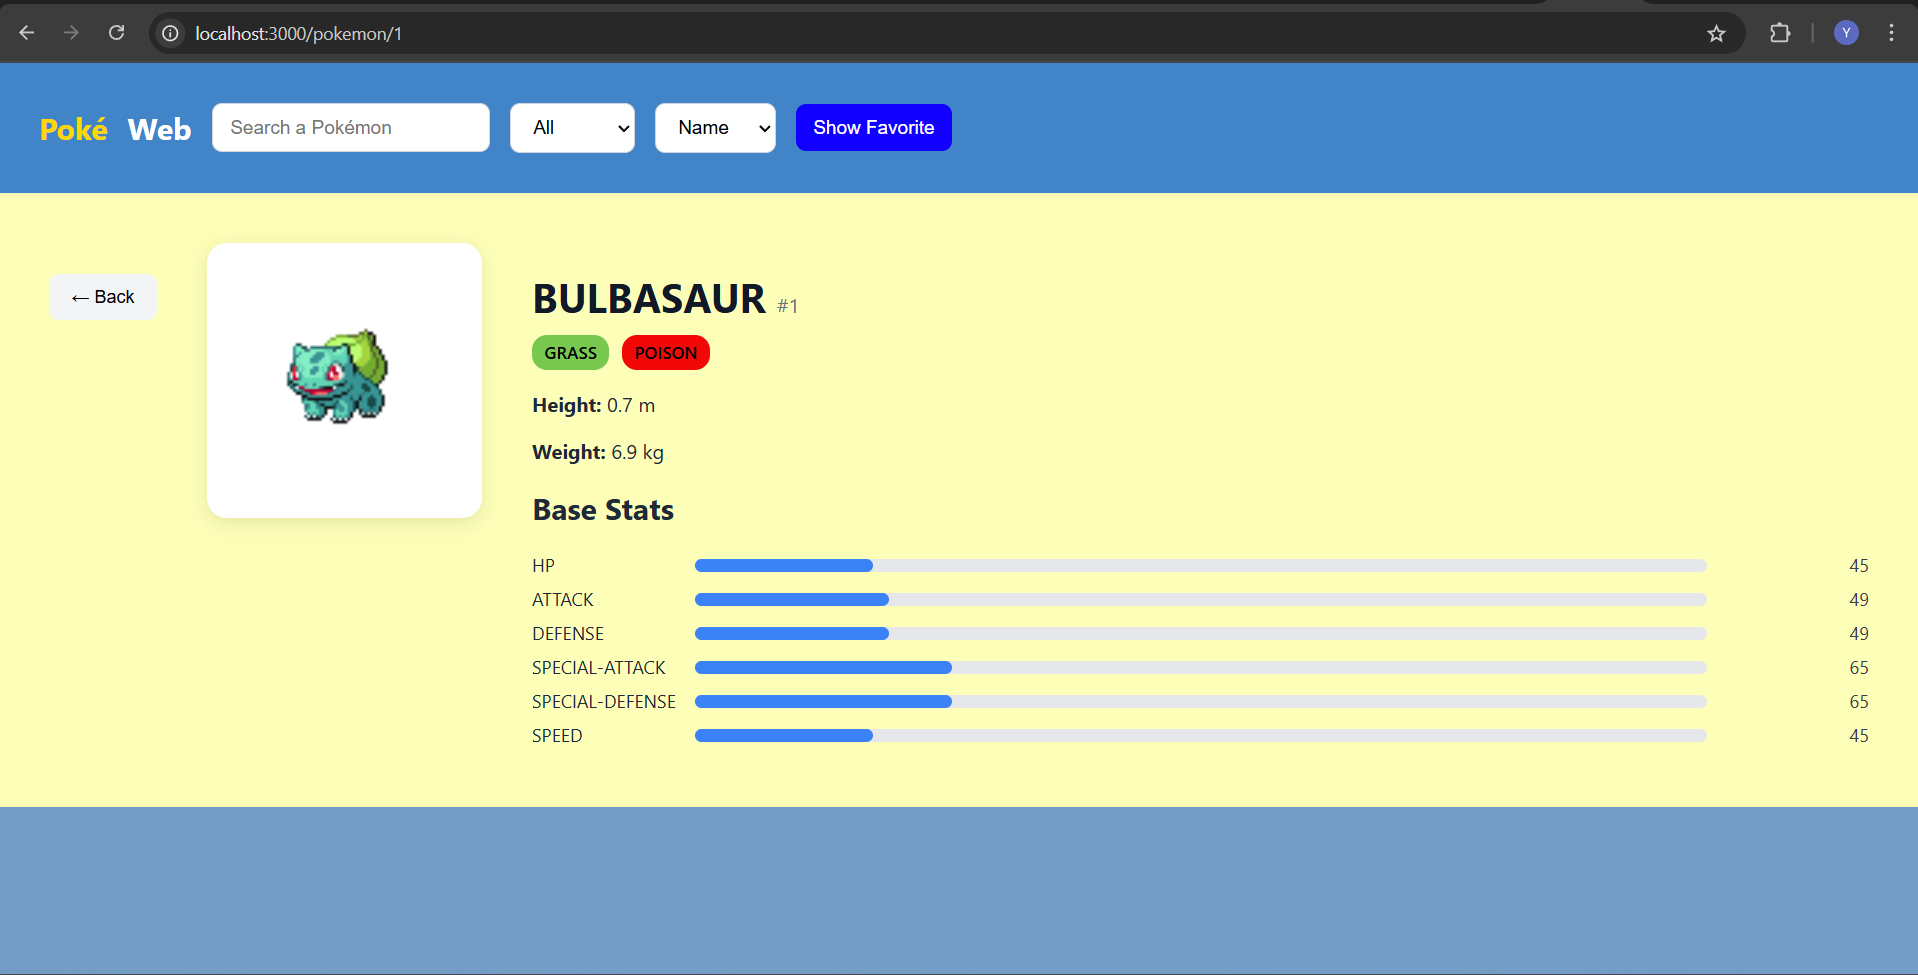 localhost:3000/pokemon/1
Y
Poké Web
Search a Pokémon
All
Name
Show Favorite
← Back
BULBASAUR #1
GRASS POISON
Height: 0.7 m
Weight: 6.9 kg
Base Stats
HP 45
ATTACK 49
DEFENSE 49
SPECIAL-ATTACK 65
SPECIAL-DEFENSE 65
SPEED 45